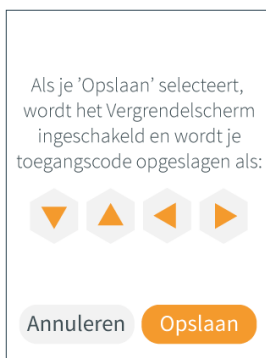 Als je ’Opslaan’ selecteert,
wordt het Vergrendelscherm
ingeschakeld en wordt je
toegangscode opgeslagen als:
Annuleren Opslaan